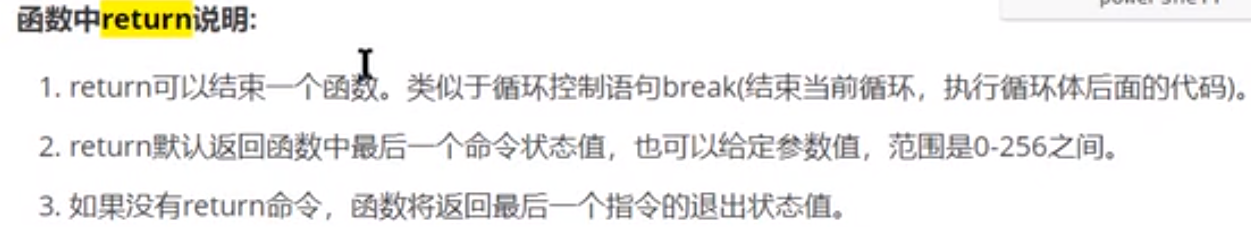 函数中return说明:
1. return可以结束一个函数。类似于循环控制语句break(结束当前循环，执行循环体后面的代码)。
2. return默认返回函数中最后一个命令状态值，也可以给定参数值，范围是0-256之间。
3. 如果没有return命令，函数将返回最后一个指令的退出状态值。